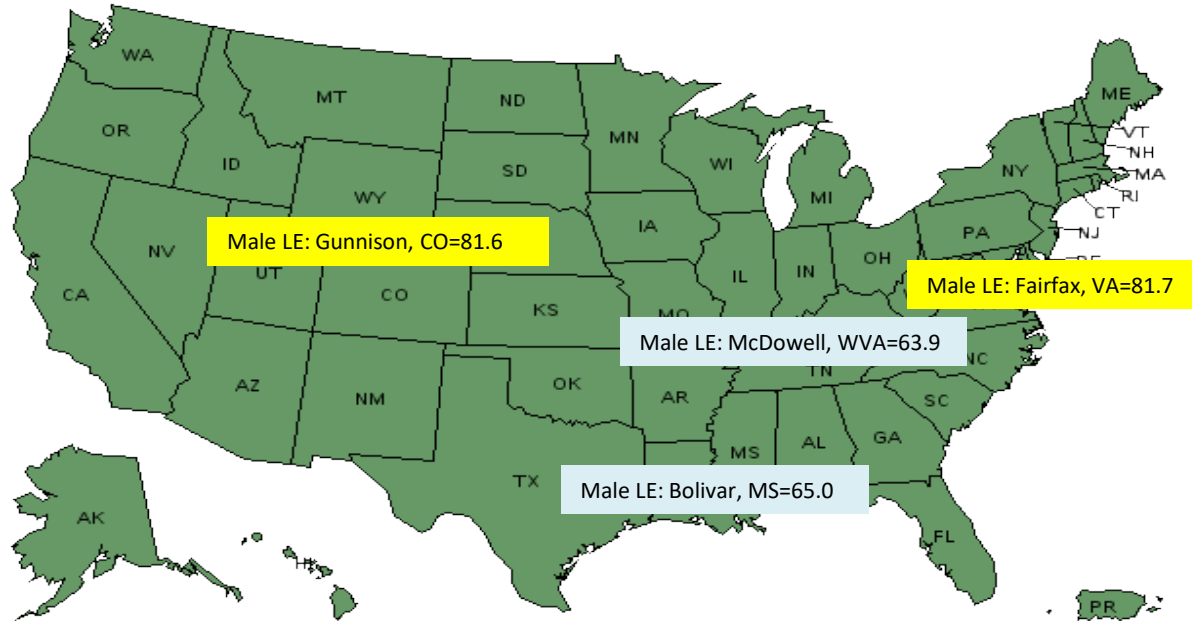 WA
ME
MT
ND
OR
MN
VT
ID
SD
WI
NY
NH
MA
WY
MI
RI
CT
Male LE: Gunnison, CO=81.6
IA
PA
NJ
NV
UT
IL
IN
OH
Male LE: Fairfax, VA=81.7
CA
CO
KS
MO
Male LE: McDowell, WVA=63.9
NC
TN
AZ
NM
OK
AR
SC
MS
AL
GA
TX
Male LE: Bolivar, MS=65.0
AK
FL
PR